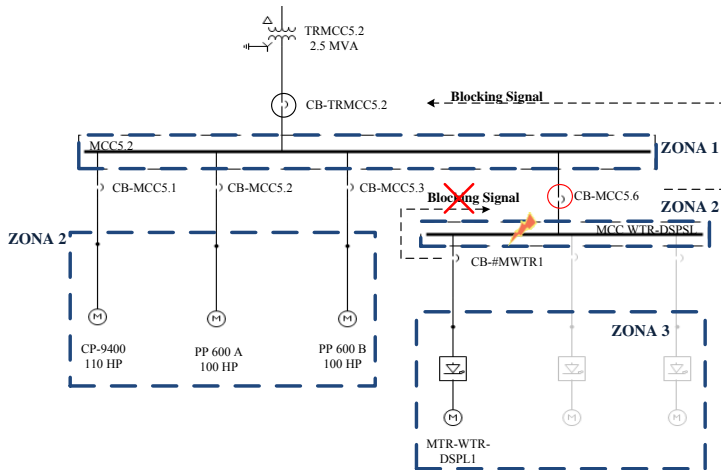 TRMCC5.2
2.5 MVA
CB-TRMCC5.2
Blocking Signal
MCC5.2
ZONA 1
CB-MCC5.1
CB-MCC5.2
CB-MCC5.3
Blocking Signal
CB-MCC5.6
ZONA 2
ZONA 2
MCC WTR-DSPSL
CB-#MWTR1
M
M
M
CP-9400
110 HP
PP 600 A
100 HP
PP 600 B
100 HP
ZONA 3
M
M
M
MTR-WTR-
DSPL1